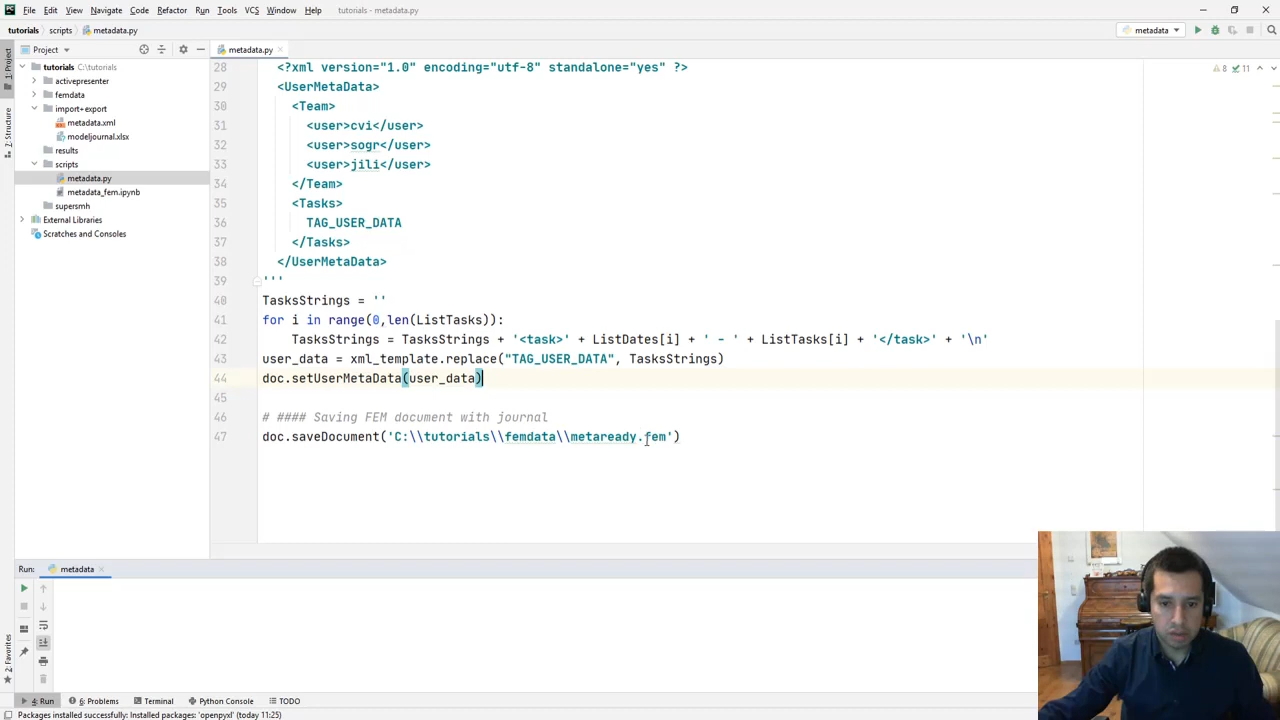 File Edit View Navigate Code Refactor Run Tools VCS Window Help tutorials - metadata.py
tutorials scripts metadata.py metadata
1: Project
Structure
2: Favorites
Project
tutorials C:\tutorials
activepresenter
femdata
import+export
metadata.xml
modeljournal.xlsx
results
scripts
metadata.py
metadata_fem.ipynb
supersmh
External Libraries
Scratches and Consoles
metadata.py
8 11
28 <?xml version="1.0" encoding="utf-8" standalone="yes" ?>
29 <UserMetaData>
30 <Team>
31 <user>cvi</user>
32 <user>sogr</user>
33 <user>jili</user>
34 </Team>
35 <Tasks>
36 TAG_USER_DATA
37 </Tasks>
38 </UserMetaData>
39 '''
40 TasksStrings = ''
41 for i in range(0,len(ListTasks)):
42 TasksStrings = TasksStrings + '<task>' + ListDates[i] + ' - ' + ListTasks[i] + '</task>' + '\n'
43 user_data = xml_template.replace("TAG_USER_DATA", TasksStrings)
44 doc.setUserMetaData(user_data)
45
46 # #### Saving FEM document with journal
47 doc.saveDocument('C:\\tutorials\\femdata\\metaready.fem')
Run: metadata
4: Run 6: Problems Terminal Python Console TODO
Packages installed successfully: Installed packages: 'openpyxl' (today 11:25)